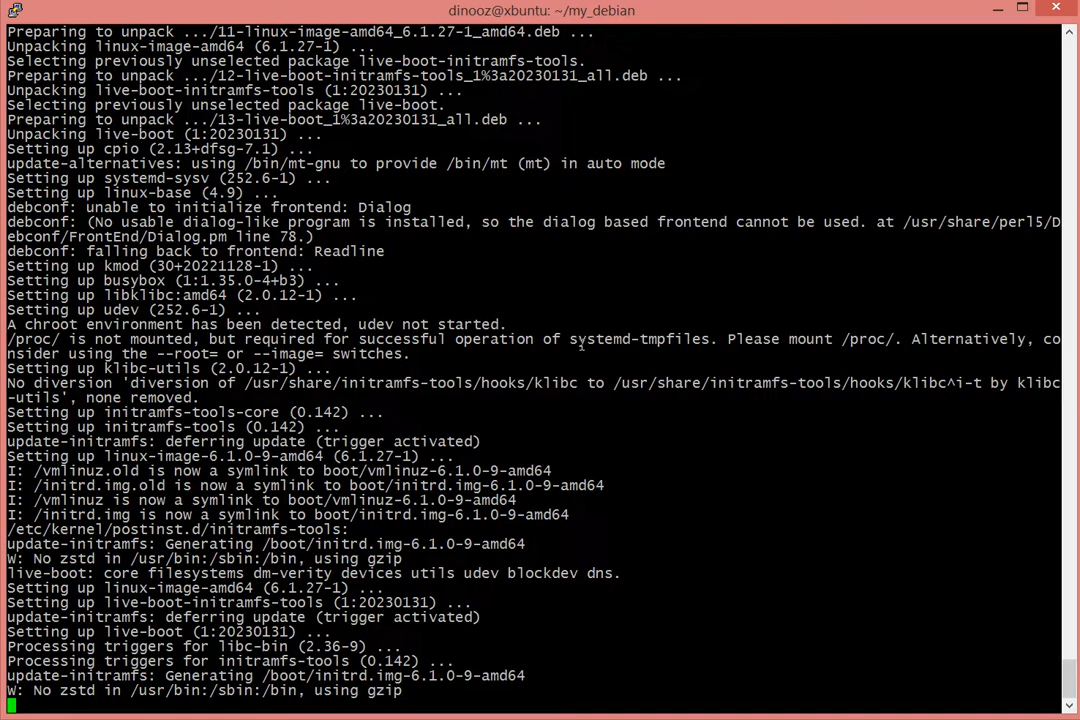 dinooz@xbuntu: ~/my_debian
Preparing to unpack .../11-linux-image-amd64_6.1.27-1_amd64.deb ...
Unpacking linux-image-amd64 (6.1.27-1) ...
Selecting previously unselected package live-boot-initramfs-tools.
Preparing to unpack .../12-live-boot-initramfs-tools_1%3a20230131_all.deb ...
Unpacking live-boot-initramfs-tools (1:20230131) ...
Selecting previously unselected package live-boot.
Preparing to unpack .../13-live-boot_1%3a20230131_all.deb ...
Unpacking live-boot (1:20230131) ...
Setting up cpio (2.13+dfsg-7.1) ...
update-alternatives: using /bin/mt-gnu to provide /bin/mt (mt) in auto mode
Setting up systemd-sysv (252.6-1) ...
Setting up linux-base (4.9) ...
debconf: unable to initialize frontend: Dialog
debconf: (No usable dialog-like program is installed, so the dialog based frontend cannot be used. at /usr/share/perl5/D
ebconf/FrontEnd/Dialog.pm line 78.)
debconf: falling back to frontend: Readline
Setting up kmod (30+20221128-1) ...
Setting up busybox (1:1.35.0-4+b3) ...
Setting up libklibc:amd64 (2.0.12-1) ...
Setting up udev (252.6-1) ...
A chroot environment has been detected, udev not started.
/proc/ is not mounted, but required for successful operation of systemd-tmpfiles. Please mount /proc/. Alternatively, co
nsider using the --root= or --image= switches.
Setting up klibc-utils (2.0.12-1) ...
No diversion 'diversion of /usr/share/initramfs-tools/hooks/klibc to /usr/share/initramfs-tools/hooks/klibc^i-t by klibc
-utils', none removed.
Setting up initramfs-tools-core (0.142) ...
Setting up initramfs-tools (0.142) ...
update-initramfs: deferring update (trigger activated)
Setting up linux-image-6.1.0-9-amd64 (6.1.27-1) ...
I: /vmlinuz.old is now a symlink to boot/vmlinuz-6.1.0-9-amd64
I: /initrd.img.old is now a symlink to boot/initrd.img-6.1.0-9-amd64
I: /vmlinuz is now a symlink to boot/vmlinuz-6.1.0-9-amd64
I: /initrd.img is now a symlink to boot/initrd.img-6.1.0-9-amd64
/etc/kernel/postinst.d/initramfs-tools:
update-initramfs: Generating /boot/initrd.img-6.1.0-9-amd64
W: No zstd in /usr/bin:/sbin:/bin, using gzip
live-boot: core filesystems dm-verity devices utils udev blockdev dns.
Setting up linux-image-amd64 (6.1.27-1) ...
Setting up live-boot-initramfs-tools (1:20230131) ...
update-initramfs: deferring update (trigger activated)
Setting up live-boot (1:20230131) ...
Processing triggers for libc-bin (2.36-9) ...
Processing triggers for initramfs-tools (0.142) ...
update-initramfs: Generating /boot/initrd.img-6.1.0-9-amd64
W: No zstd in /usr/bin:/sbin:/bin, using gzip